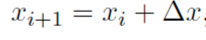 x_{i+1} = x_i + Δx,